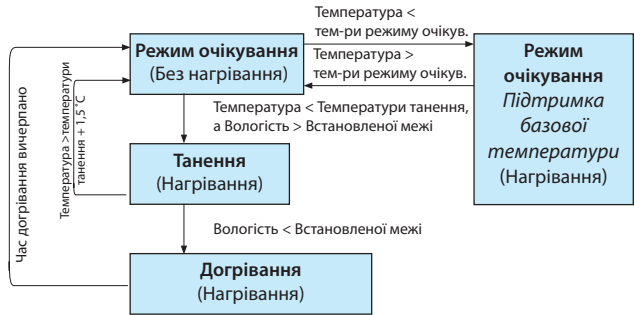 Температура <
тем-ри режиму очіків.
Режим очікування
(Без нагрівання)
Температура >
тем-ри режиму очіків.
Режим
очікування
Підтримка
базової
температури
(Нагрівання)
Температура < Температури танення,
а Вологість > Встановленої межі
Час догрівання вичерпано
Температура >температури
танення + 1,5 °C
Танення
(Нагрівання)
Вологість < Встановленої межі
Догрівання
(Нагрівання)